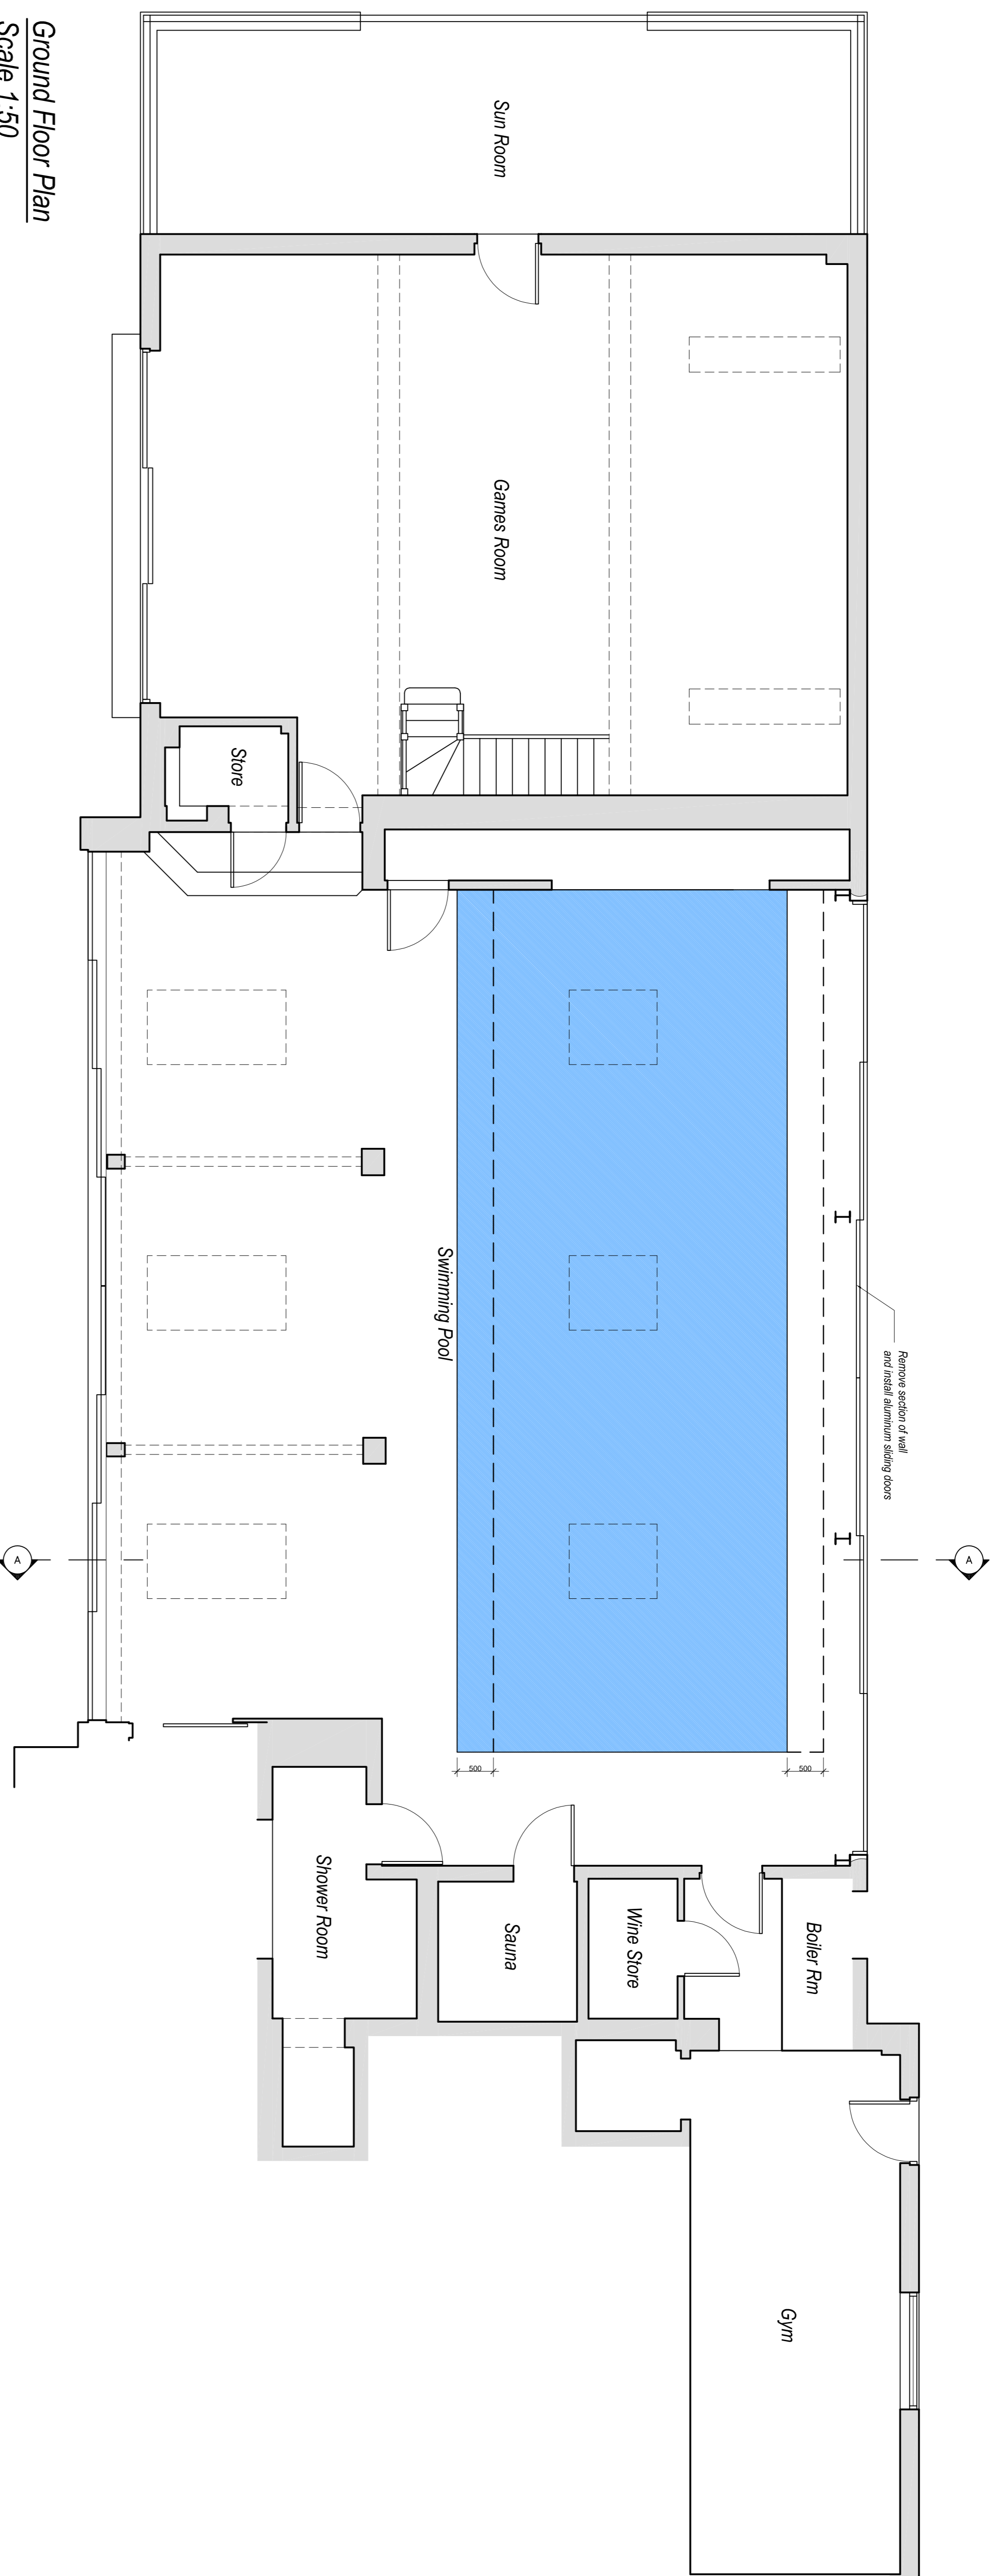 Ground Floor Plan
Scale 1:50
Sun Room
Games Room
Store
Swimming Pool
Remove section of wall
and install aluminum sliding doors
A
A
500
500
Shower Room
Sauna
Wine Store
Boiler Rm
Gym